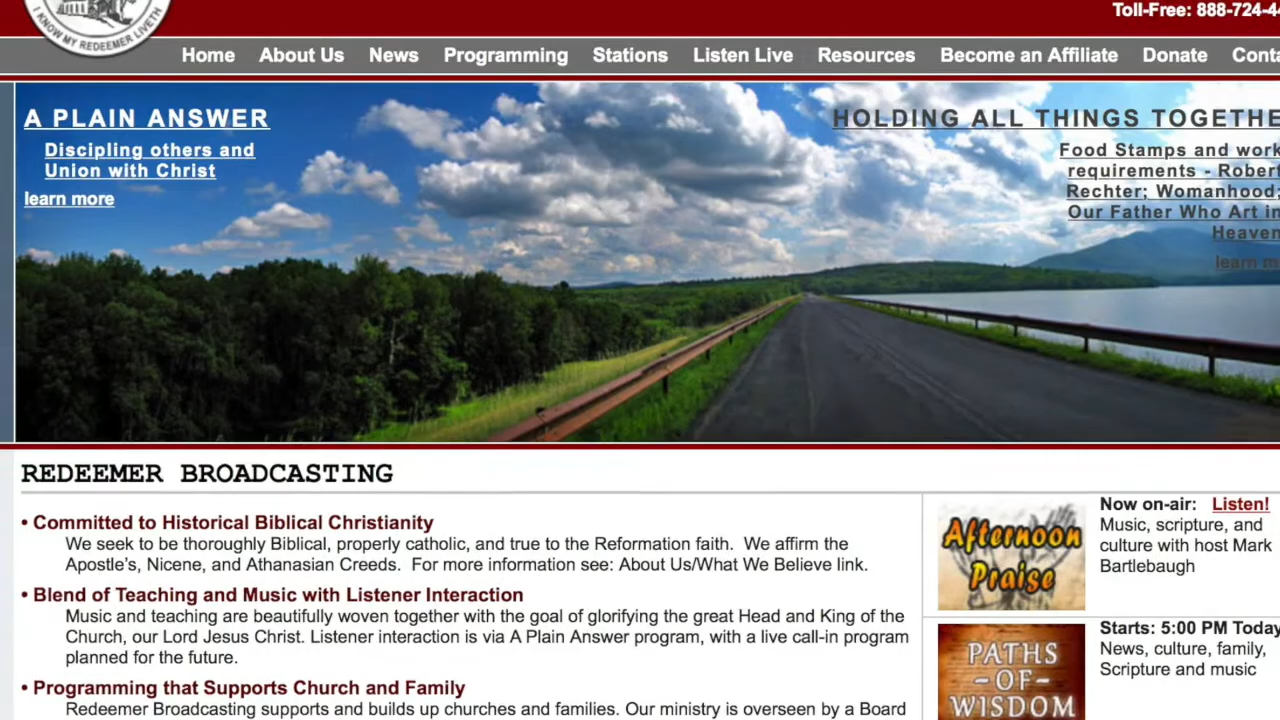 I KNOW MY REDEEMER LIVETH
Toll-Free: 888-724-4
Home About Us News Programming Stations Listen Live Resources Become an Affiliate Donate Conta
A PLAIN ANSWER
Discipling others and
Union with Christ
learn more
HOLDING ALL THINGS TOGETHE
Food Stamps and work
requirements - Robert
Rechter; Womanhood;
Our Father Who Art in
Heaven
learn m
REDEEMER BROADCASTING
• Committed to Historical Biblical Christianity
We seek to be thoroughly Biblical, properly catholic, and true to the Reformation faith. We affirm the
Apostle's, Nicene, and Athanasian Creeds. For more information see: About Us/What We Believe link.
• Blend of Teaching and Music with Listener Interaction
Music and teaching are beautifully woven together with the goal of glorifying the great Head and King of the
Church, our Lord Jesus Christ. Listener interaction is via A Plain Answer program, with a live call-in program
planned for the future.
• Programming that Supports Church and Family
Redeemer Broadcasting supports and builds up churches and families. Our ministry is overseen by a Board
Afternoon
Praise
Now on-air: Listen!
Music, scripture, and
culture with host Mark
Bartlebaugh
PATHS
-OF-
WISDOM
Starts: 5:00 PM Today
News, culture, family,
Scripture and music